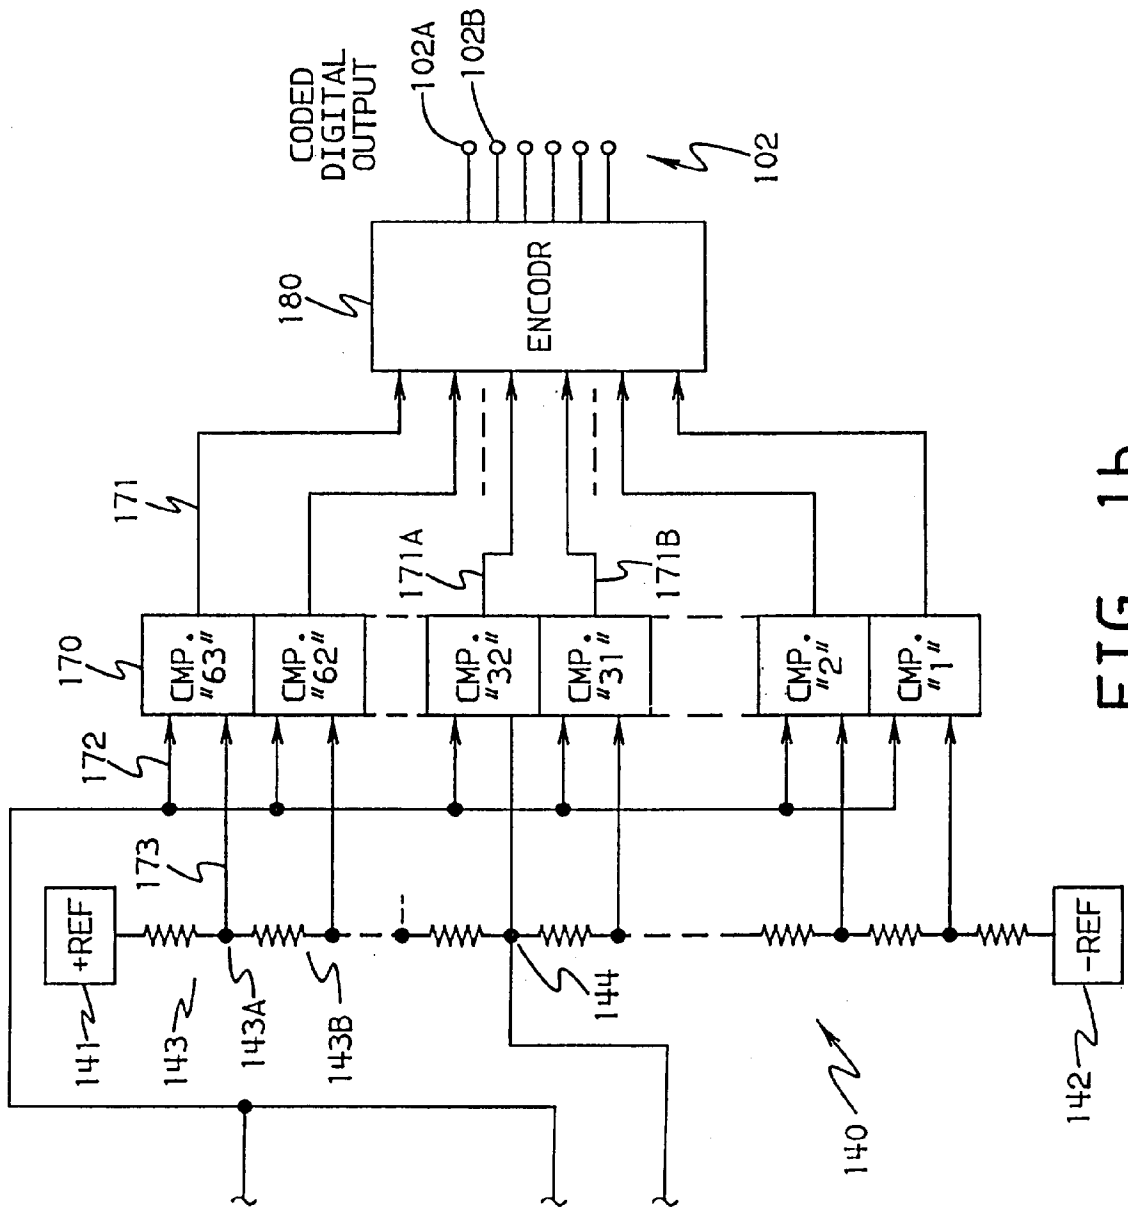 CODED
DIGITAL
OUTPUT
102A
102B
102
180
ENCODR
171
171A
171B
170
CMP.
"63"
CMP.
"62"
CMP.
"32"
CMP.
"31"
CMP.
"2"
CMP.
"1"
172
173
+REF
141
143
143A
143B
144
140
-REF
142
FIG 1b